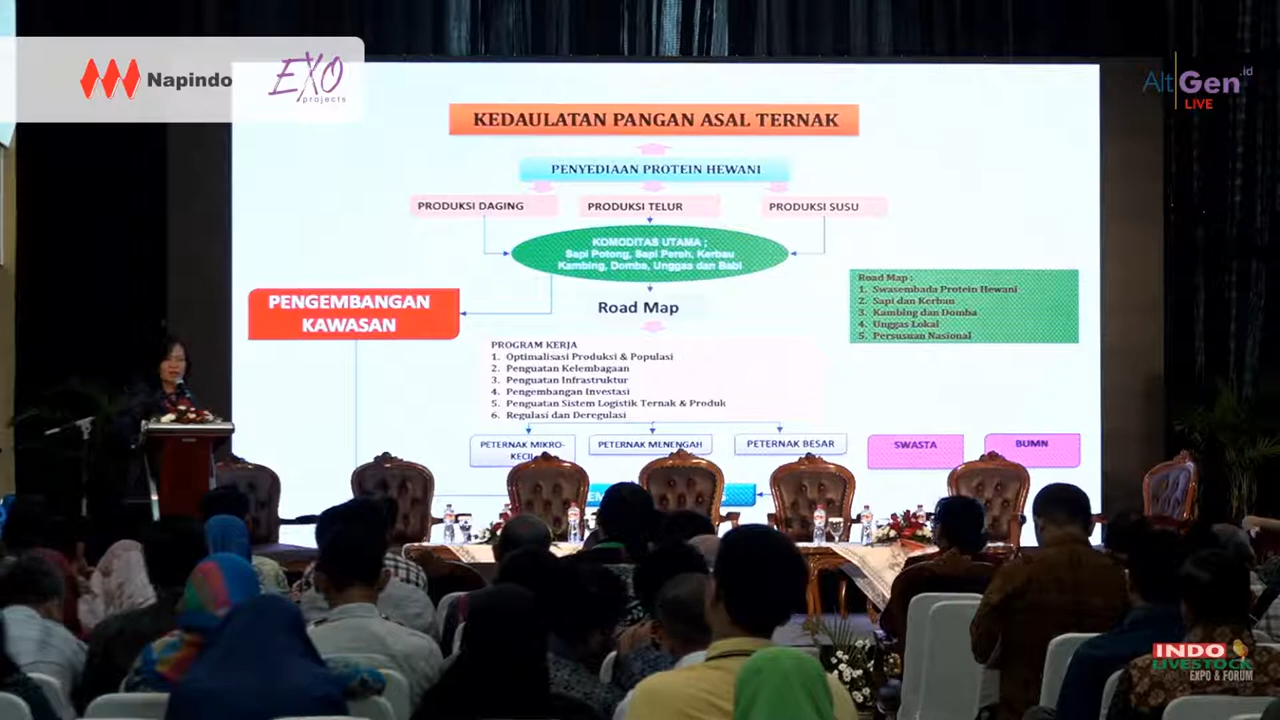 Napindo
EXO
projects
AltGen.id
LIVE
KEDAULATAN PANGAN ASAL TERNAK
PENYEDIAAN PROTEIN HEWANI
PRODUKSI DAGING
PRODUKSI TELUR
PRODUKSI SUSU
KOMODITAS UTAMA ;
Sapi Potong, Sapi Perah, Kerbau
Kambing, Domba, Unggas dan Babi
PENGEMBANGAN
KAWASAN
Road Map
Road Map :
1. Swasembada Protein Hewani
2. Sapi dan Kerbau
3. Kambing dan Domba
4. Unggas Lokal
5. Persusuan Nasional
PROGRAM KERJA
1. Optimalisasi Produksi & Populasi
2. Penguatan Kelembagaan
3. Penguatan Infrastruktur
4. Pengembangan Investasi
5. Penguatan Sistem Logistik Ternak & Produk
6. Regulasi dan Deregulasi
PETERNAK MIKRO-
KECIL
PETERNAK MENENGAH
PETERNAK BESAR
SWASTA
BUMN
INDO
LIVESTOCK
EXPO & FORUM